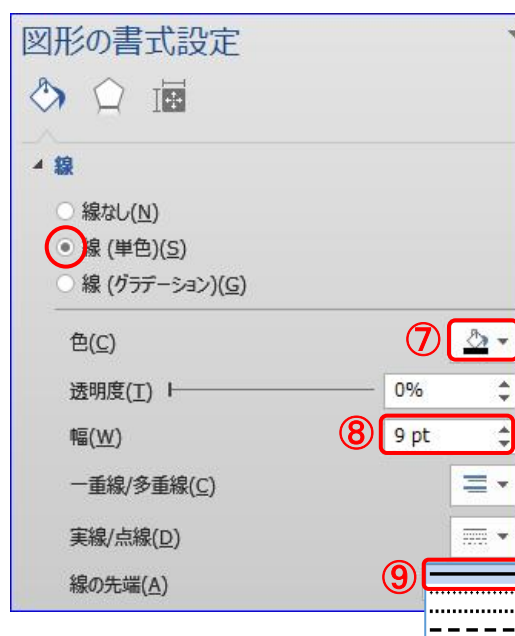 図形の書式設定
線
線なし(N)
線 (単色)(S)
線 (グラデーション)(G)
色(C) ⑦
透明度(T) 0%
幅(W) ⑧ 9 pt
一重線/多重線(C)
実線/点線(D)
線の先端(A) ⑨